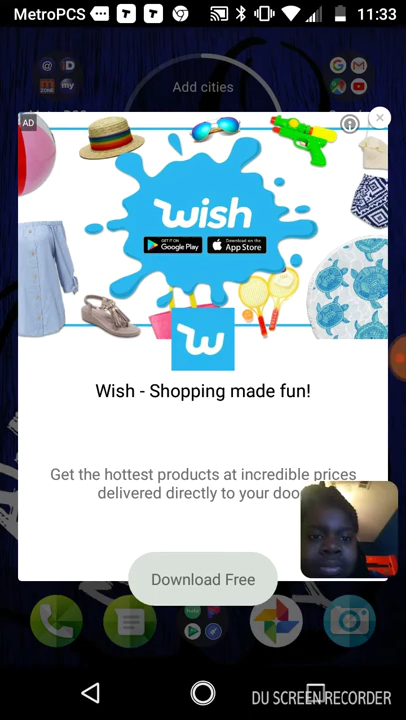 MetroPCS 11:33
Add cities
AD
wish
GET IT ON
Google Play
Download on the
App Store
W
Wish - Shopping made fun!
Get the hottest products at incredible prices
delivered directly to your doo
Download Free
DU SCREEN RECORDER